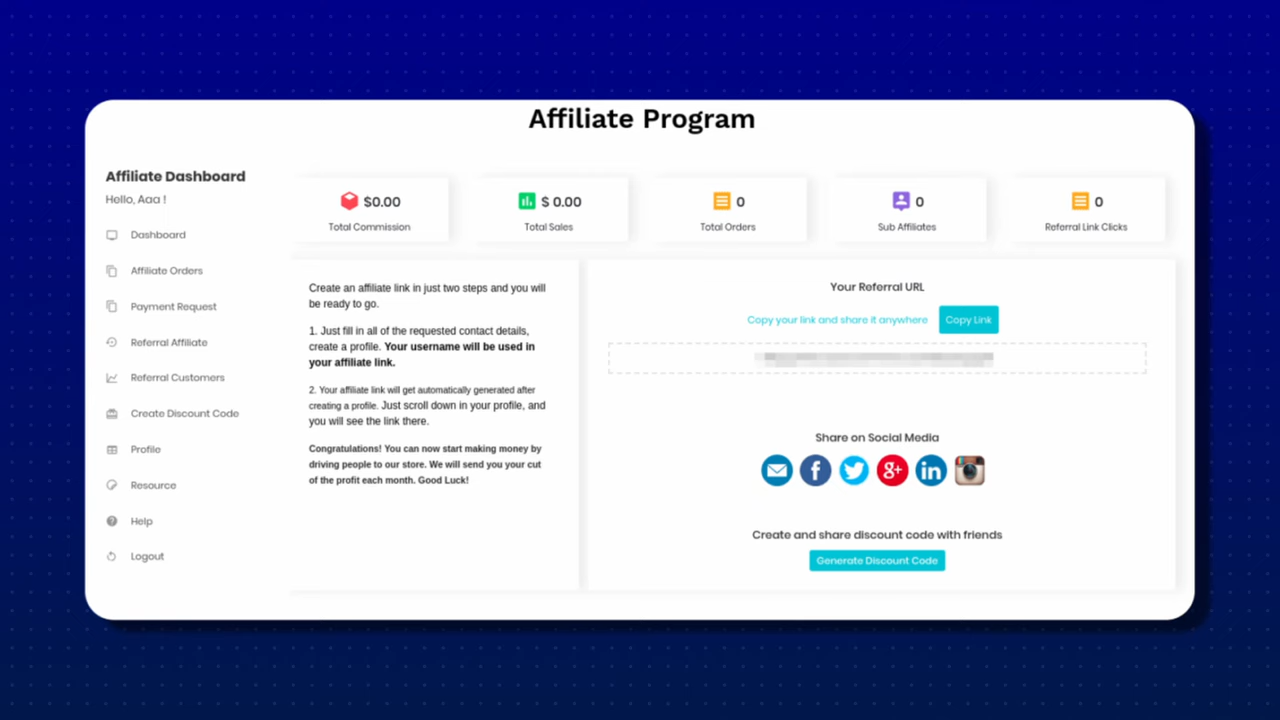 Affiliate Program
Affiliate Dashboard
Hello, Aaa !
Dashboard
Affiliate Orders
Payment Request
Referral Affiliate
Referral Customers
Create Discount Code
Profile
Resource
Help
Logout
$0.00
Total Commission
$ 0.00
Total Sales
0
Total Orders
0
Sub Affiliates
0
Referral Link Clicks
Create an affiliate link in just two steps and you will
be ready to go.
1. Just fill in all of the requested contact details,
create a profile. Your username will be used in
your affiliate link.
2. Your affiliate link will get automatically generated after
creating a profile. Just scroll down in your profile, and
you will see the link there.
Congratulations! You can now start making money by
driving people to our store. We will send you your cut
of the profit each month. Good Luck!
Your Referral URL
Copy your link and share it anywhere
Copy Link
Share on Social Media
f
g+
in
Create and share discount code with friends
Generate Discount Code